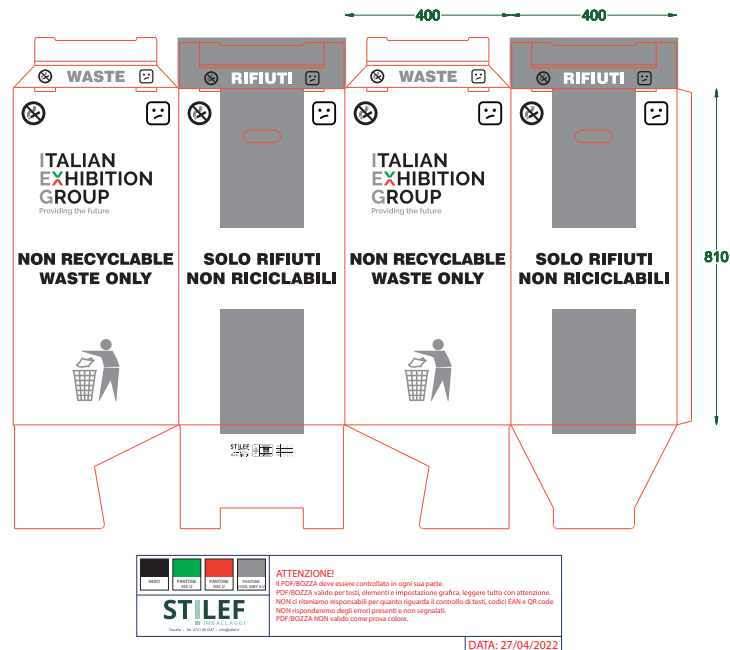 400
400
WASTE
RIFIUTI
WASTE
RIFIUTI
ITALIAN
EXHIBITION
GROUP
Providing the future
ITALIAN
EXHIBITION
GROUP
Providing the future
NON RECYCLABLE
WASTE ONLY
SOLO RIFIUTI
NON RICICLABILI
NON RECYCLABLE
WASTE ONLY
SOLO RIFIUTI
NON RICICLABILI
810
STILEF
NERO
PANTONE
PANTONE
PANTONE
ATTENZIONE!
Il PDF/BOZZA deve essere controllato in ogni sua parte.
PDF/BOZZA valido per testi, elementi e impostazione grafica, leggere tutto con attenzione.
NON ci riteniamo responsabili per quanto riguarda il controllo di testi, codici EAN e QR code.
NON risponderemo degli errori presenti e non segnalati.
PDF/BOZZA NON valido come prova colore.
STILEF
IMBALLAGGI
DATA: 27/04/2022